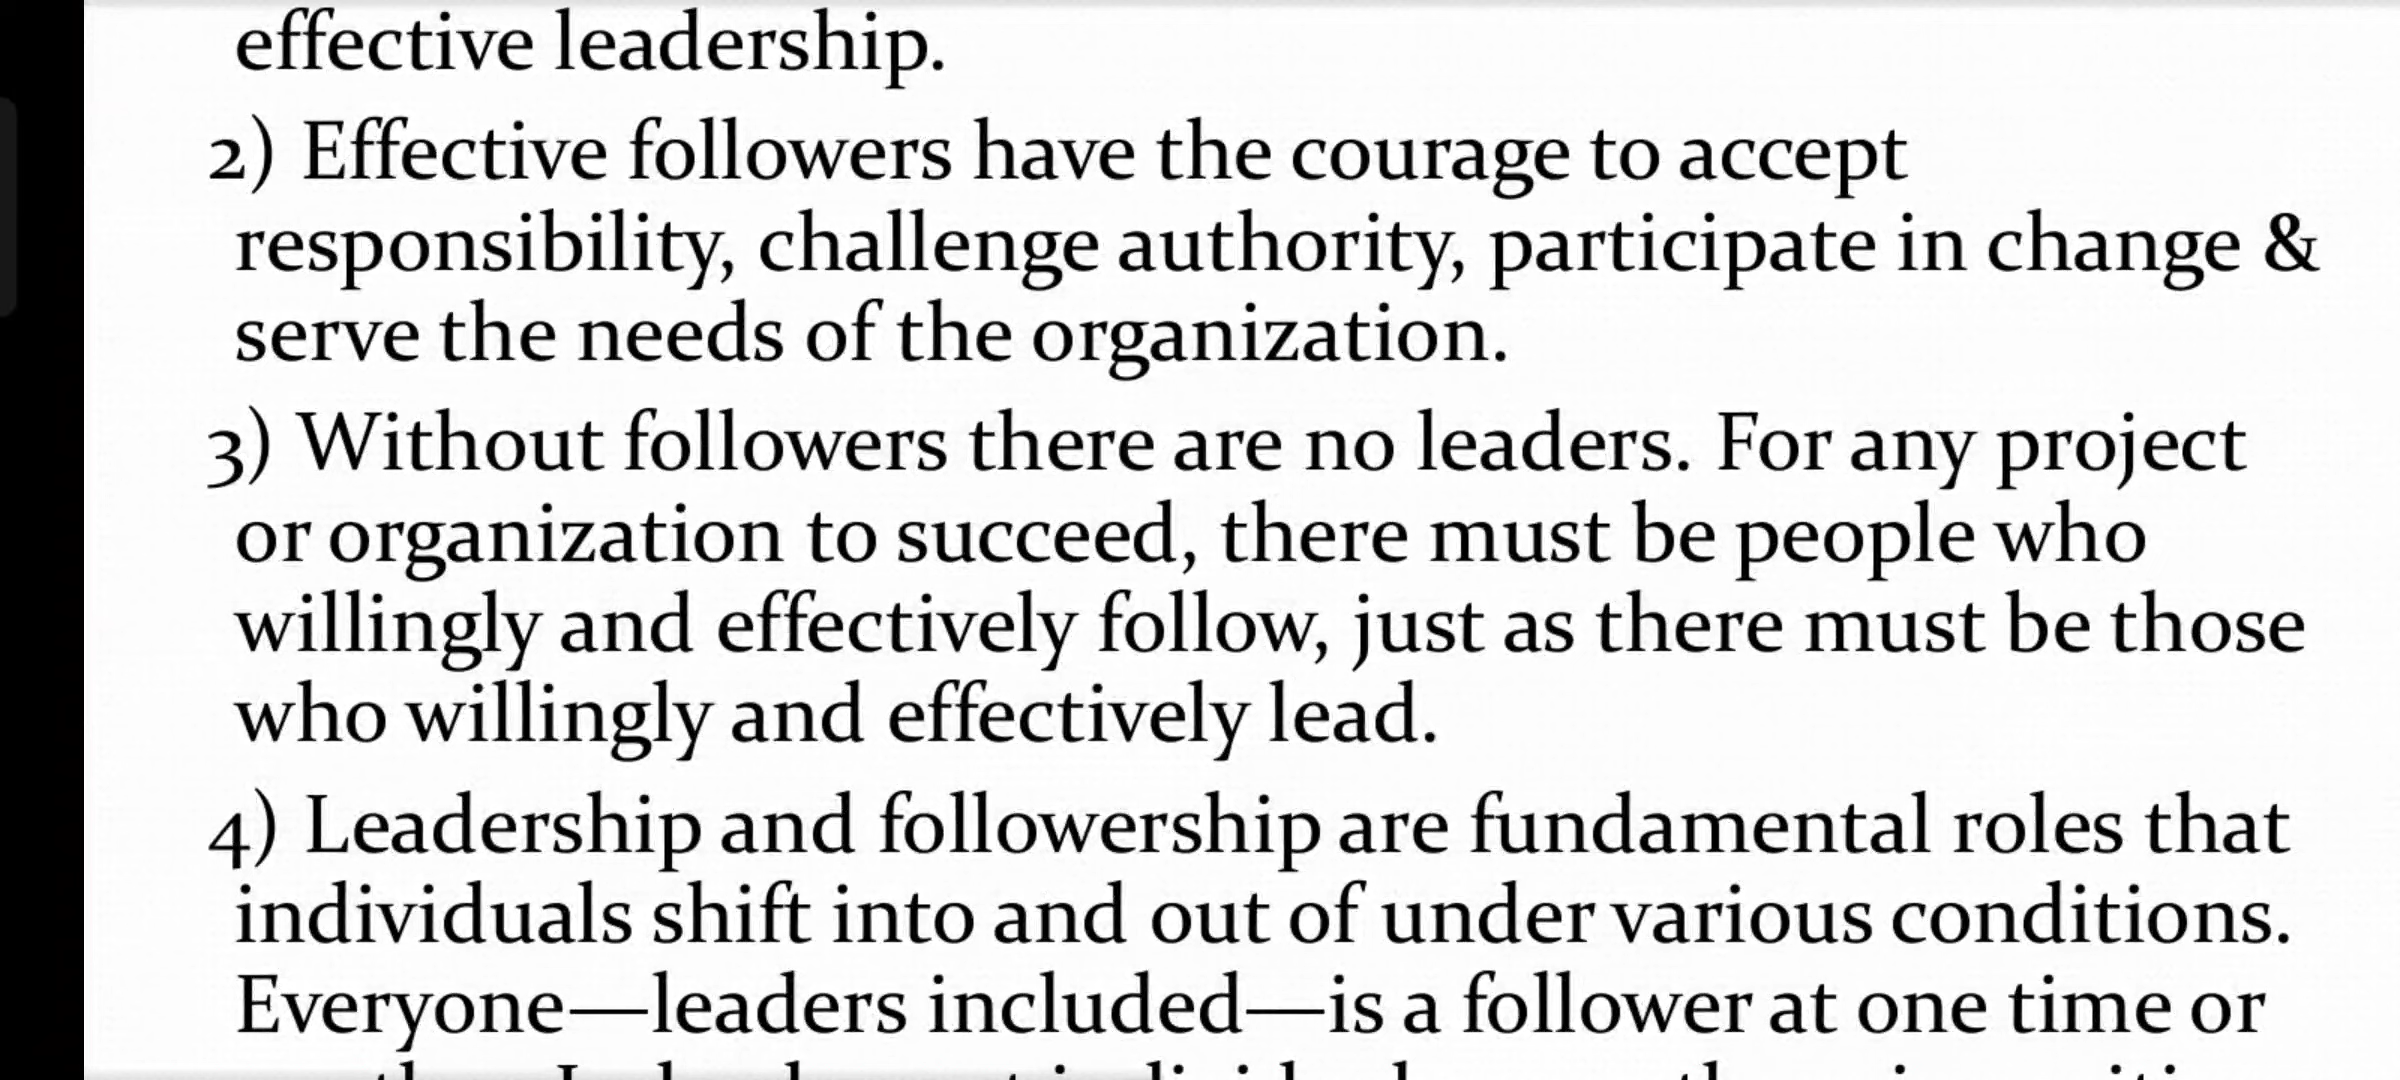 effective leadership.
2) Effective followers have the courage to accept
responsibility, challenge authority, participate in change &
serve the needs of the organization.
3) Without followers there are no leaders. For any project
or organization to succeed, there must be people who
willingly and effectively follow, just as there must be those
who willingly and effectively lead.
4) Leadership and followership are fundamental roles that
individuals shift into and out of under various conditions.
Everyone—leaders included—is a follower at one time or